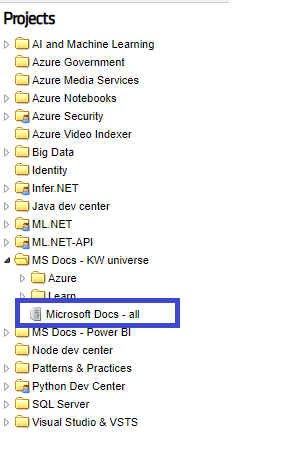 Projects
AI and Machine Learning
Azure Government
Azure Media Services
Azure Notebooks
Azure Security
Azure Video Indexer
Big Data
Identity
Infer.NET
Java dev center
ML.NET
ML.NET-API
MS Docs - KW universe
Azure
Learn
Microsoft Docs - all
MS Docs - Power BI
Node dev center
Patterns & Practices
Python Dev Center
SQL Server
Visual Studio & VSTS